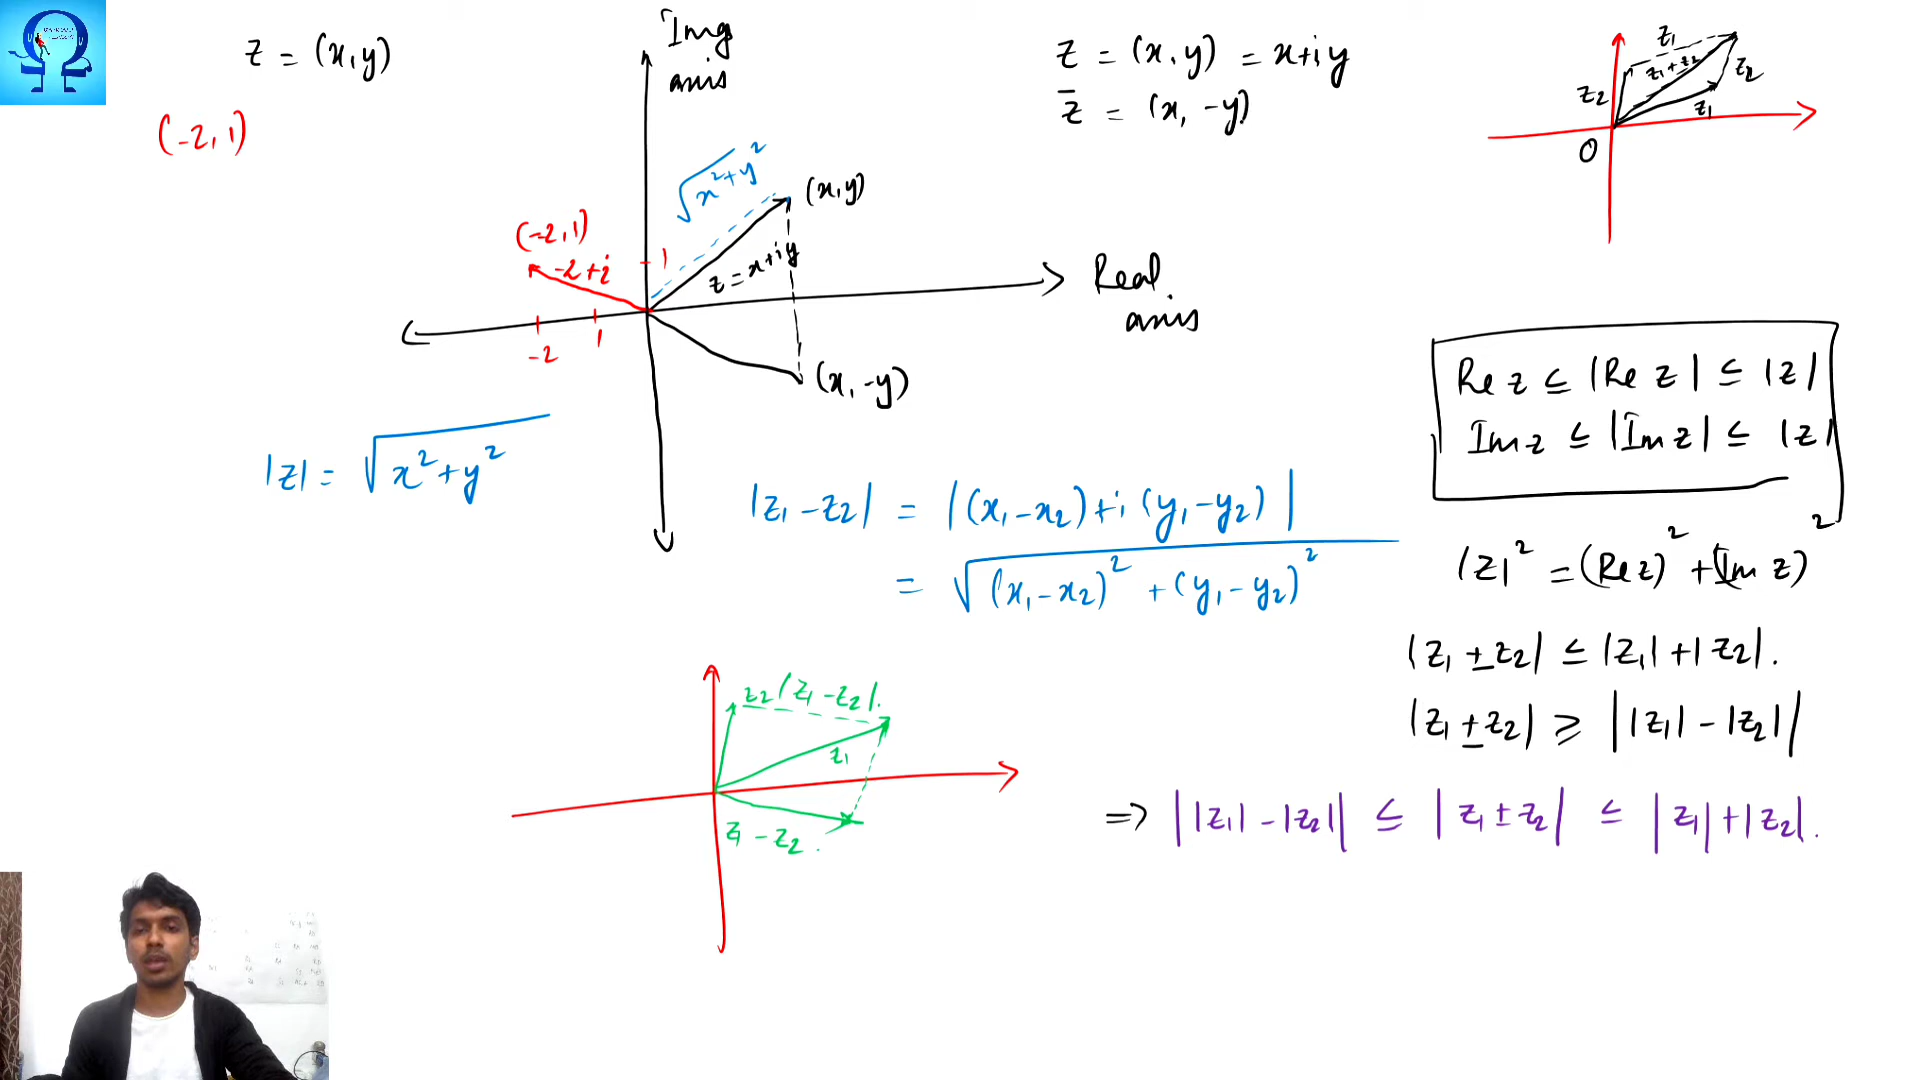 z = (x, y)
(-2, 1)
Img
axis
√x²+y²
(x, y)
z = x+iy
(-2, 1)
-2+i
1
-2
1
Real
axis
(x, -y)
|z| = √x²+y²
z = (x, y) = x+iy
z̄ = (x, -y)
z₁
z₁+z₂
z₂
z₂
z₁
O
Re z ≤ |Re z| ≤ |z|
Im z ≤ |Im z| ≤ |z|
|z|² = (Re z)² + (Im z)²
|z₁ - z₂| = |(x₁-x₂)+i(y₁-y₂)|
= √(x₁-x₂)² + (y₁-y₂)²
|z₁ ± z₂| ≤ |z₁| + |z₂|.
|z₁ ± z₂| ≥ ||z₁| - |z₂||
z₂ |z₁ - z₂|.
z₁
z₁ - z₂.
⇒ ||z₁| - |z₂|| ≤ |z₁ ± z₂| ≤ |z₁| + |z₂|.